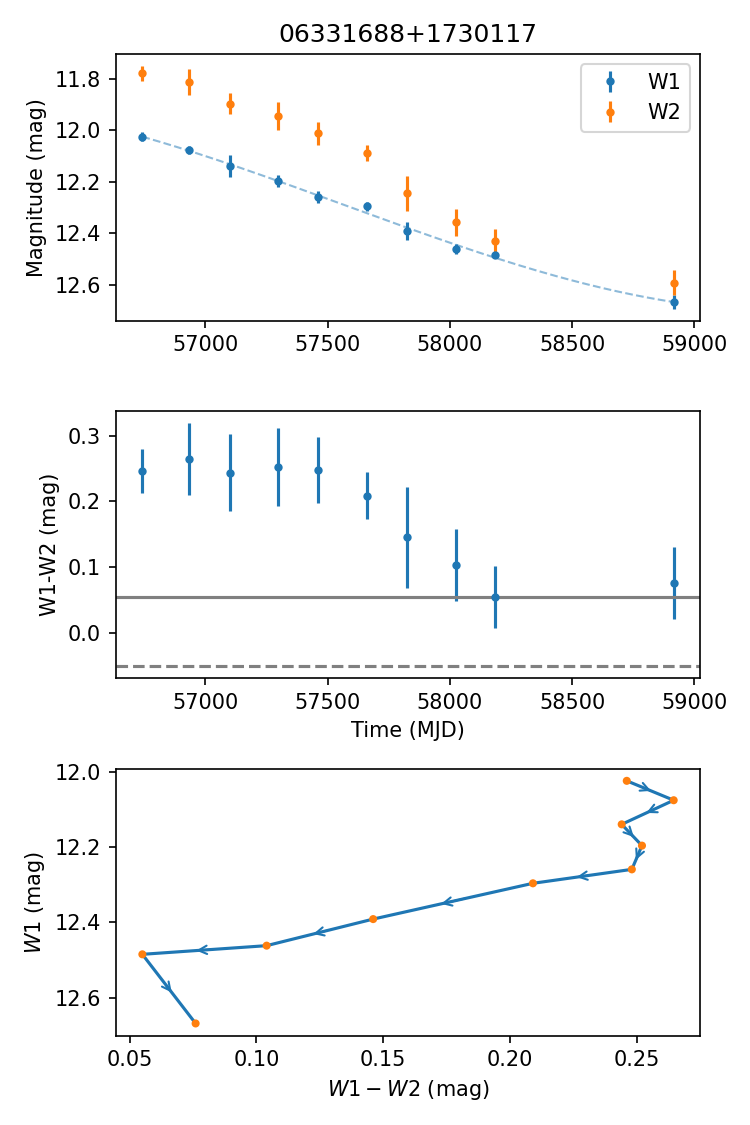 06331688+1730117
W1
W2
Magnitude (mag)
11.8
12.0
12.2
12.4
12.6
57000 57500 58000 58500 59000
W1-W2 (mag)
0.3
0.2
0.1
0.0
57000 57500 58000 58500 59000
Time (MJD)
W1 (mag)
12.0
12.2
12.4
12.6
0.05 0.10 0.15 0.20 0.25
W1 − W2 (mag)